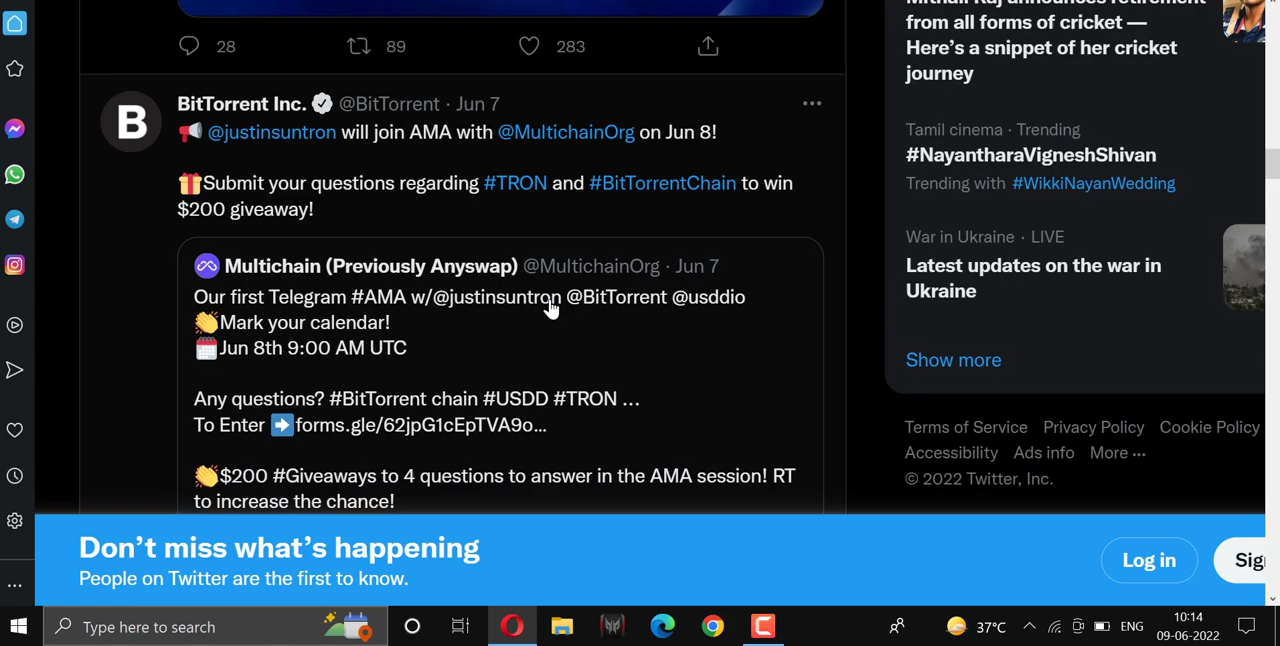 28
89
283
BitTorrent Inc. @BitTorrent · Jun 7
@justinsuntron will join AMA with @MultichainOrg on Jun 8!
Submit your questions regarding #TRON and #BitTorrentChain to win
$200 giveaway!
Multichain (Previously Anyswap) @MultichainOrg · Jun 7
Our first Telegram #AMA w/@justinsuntron @BitTorrent @usddio
Mark your calendar!
Jun 8th 9:00 AM UTC
Any questions? #BitTorrent chain #USDD #TRON ...
To Enter ➡forms.gle/62jpG1cEpTVA9o...
$200 #Giveaways to 4 questions to answer in the AMA session! RT
to increase the chance!
Mithali Raj announces retirement
from all forms of cricket —
Here's a snippet of her cricket
journey
Tamil cinema · Trending
#NayantharaVigneshShivan
Trending with #WikkiNayanWedding
War in Ukraine · LIVE
Latest updates on the war in
Ukraine
Show more
Terms of Service Privacy Policy Cookie Policy
Accessibility Ads info More ···
© 2022 Twitter, Inc.
Don't miss what's happening
People on Twitter are the first to know.
Log in
Sig
Type here to search
37°C
ENG
10:14
09-06-2022